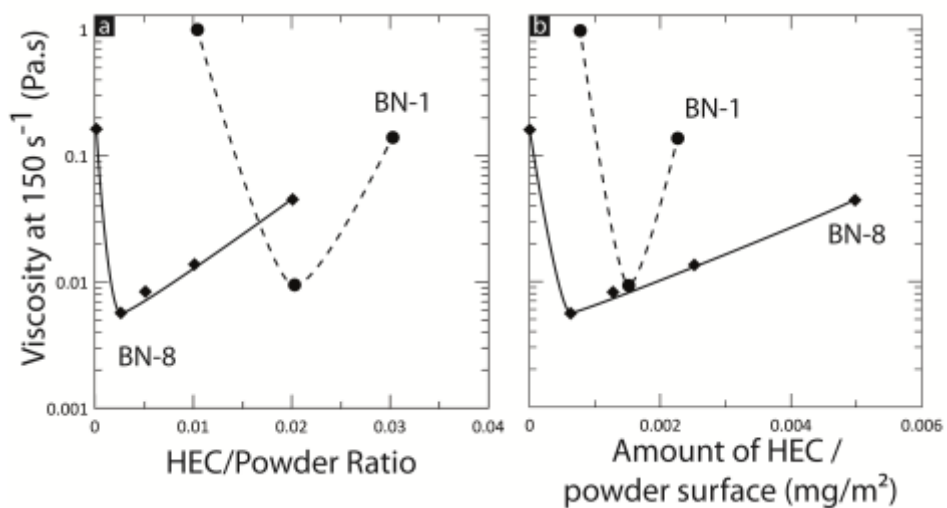 a
b
Viscosity at 150 s⁻¹ (Pa.s)
1
0.1
0.01
0.001
BN-1
BN-8
BN-1
BN-8
0 0.01 0.02 0.03 0.04
0 0.002 0.004 0.006
HEC/Powder Ratio
Amount of HEC /
powder surface (mg/m²)